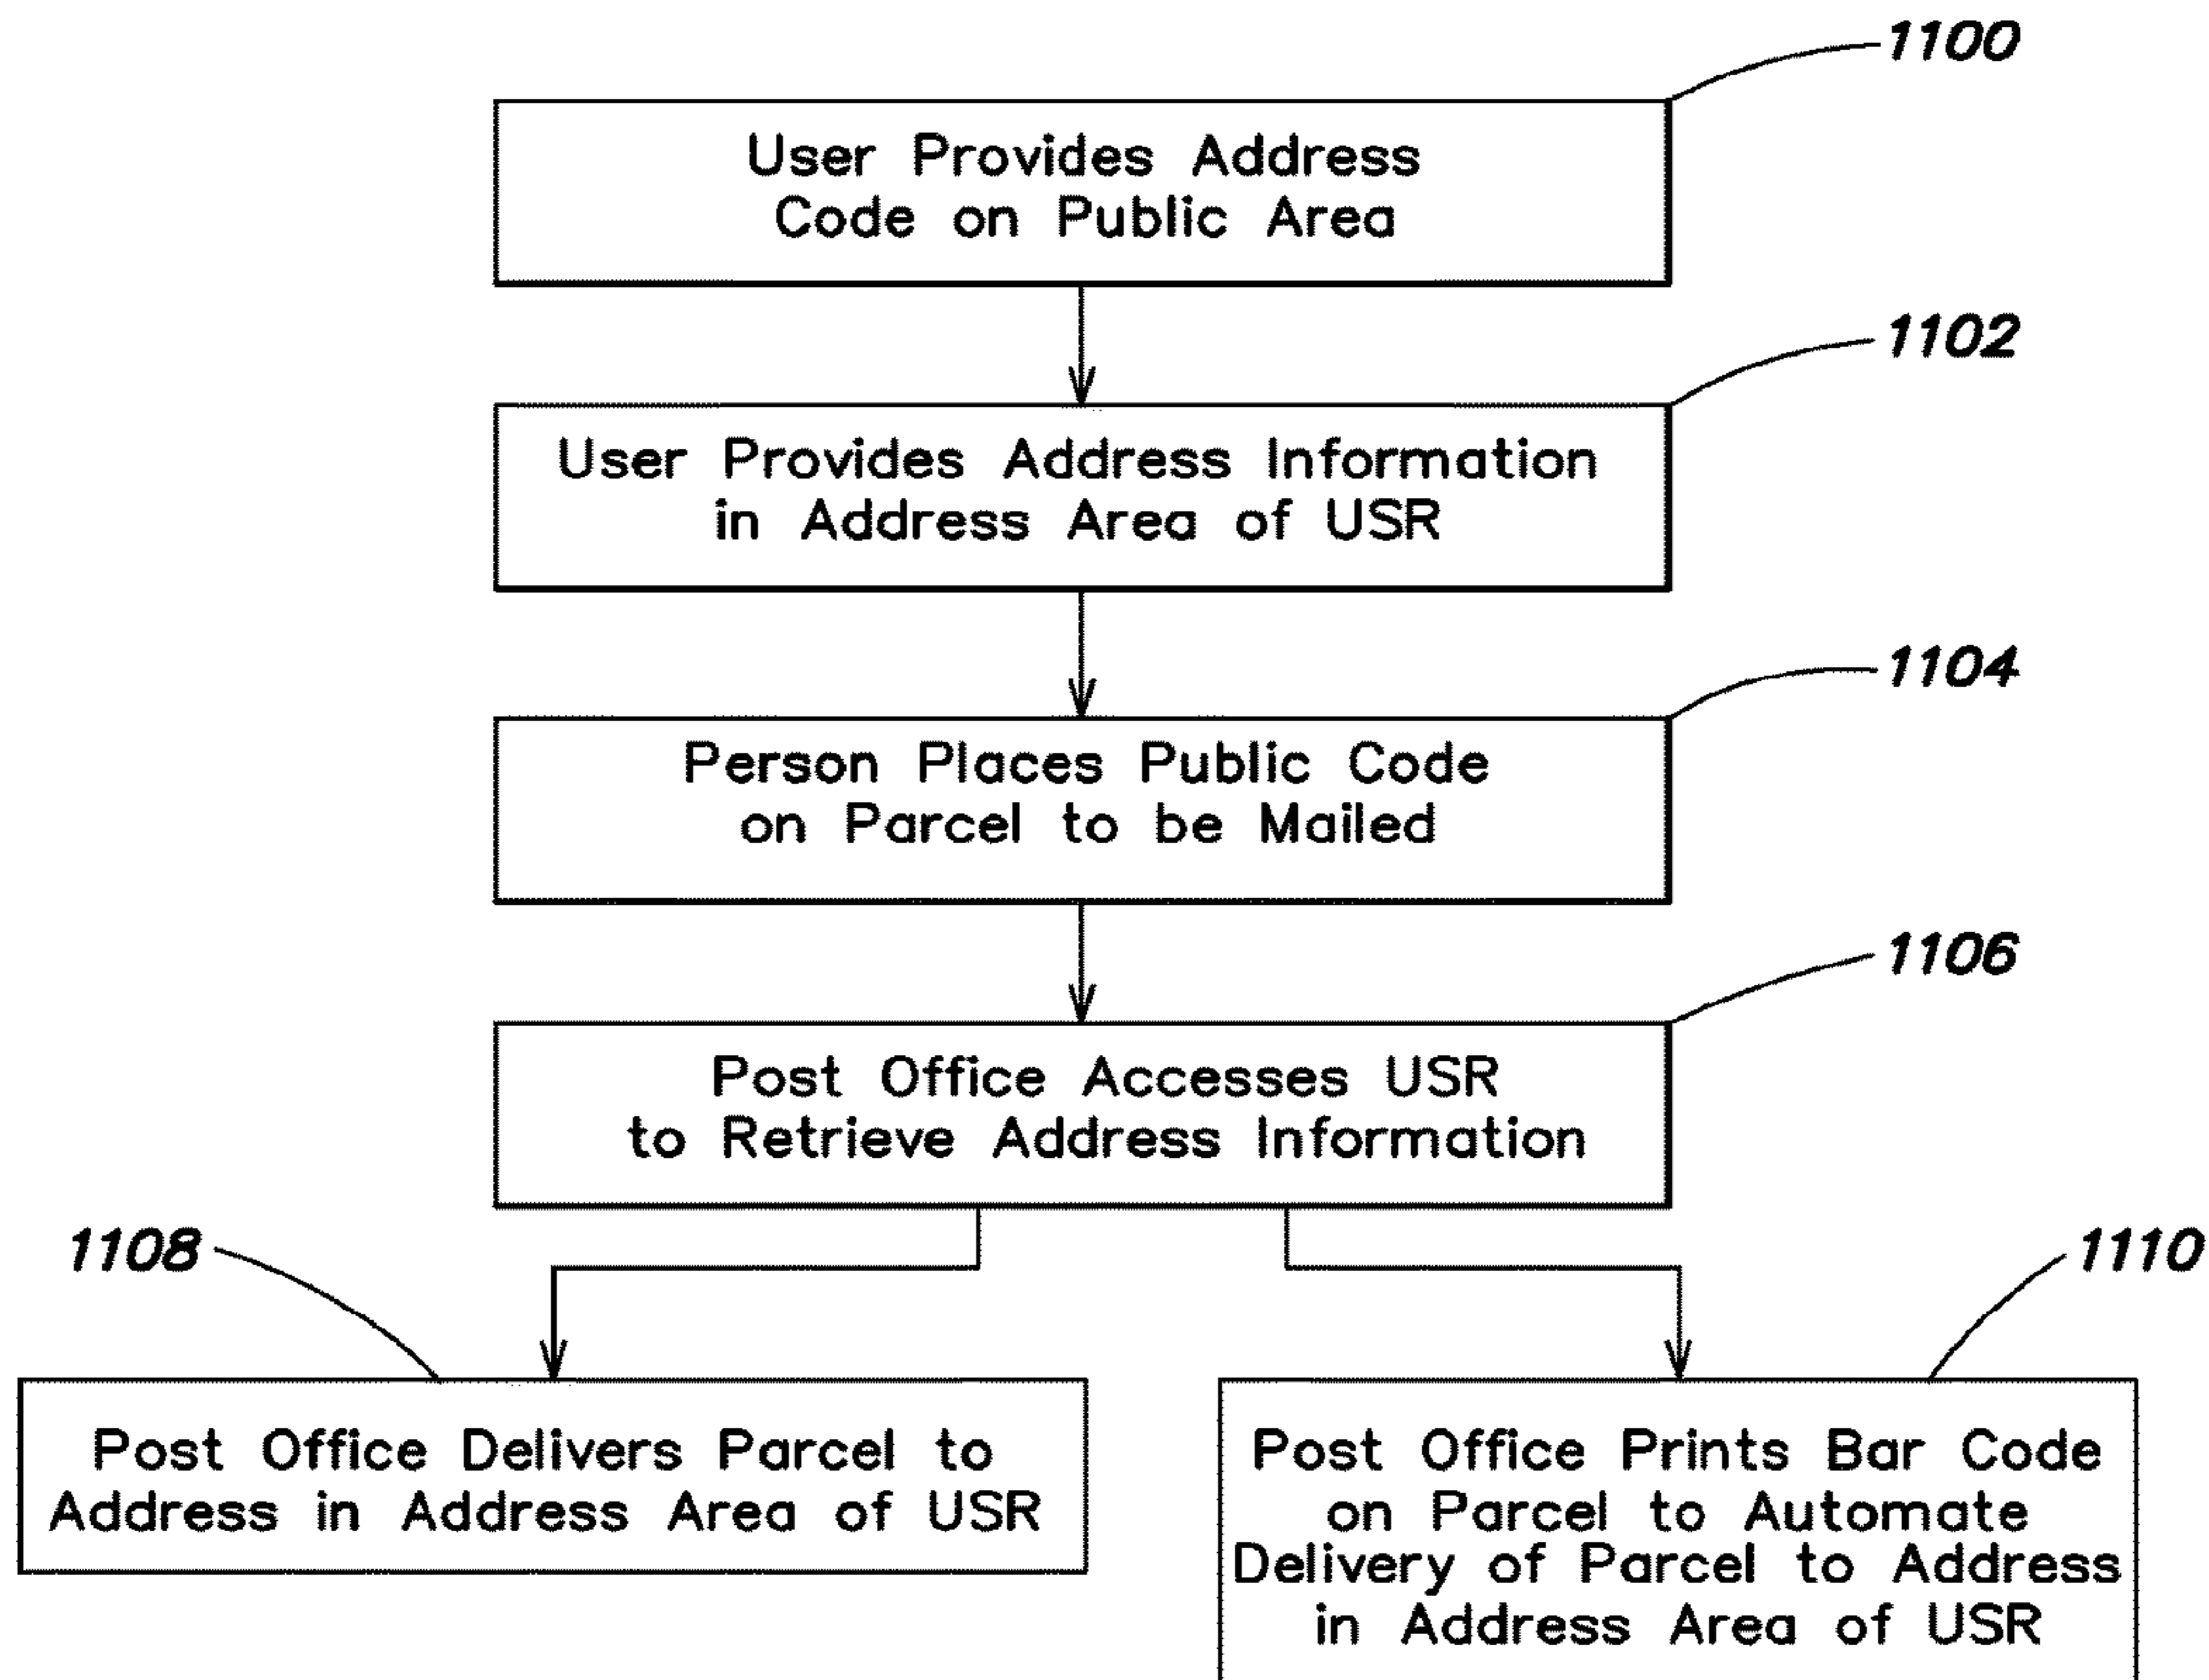 1100
User Provides Address
Code on Public Area
1102
User Provides Address Information
in Address Area of USR
1104
Person Places Public Code
on Parcel to be Mailed
1106
Post Office Accesses USR
to Retrieve Address Information
1108
1110
Post Office Delivers Parcel to
Address in Address Area of USR
Post Office Prints Bar Code
on Parcel to Automate
Delivery of Parcel to Address
in Address Area of USR